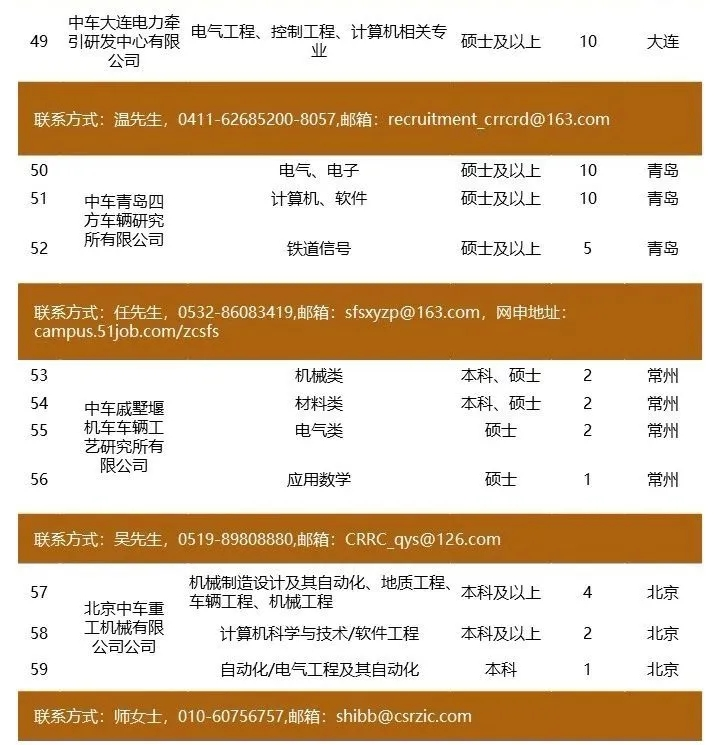 49 中车大连电力牵引研发中心有限公司 电气工程、控制工程、计算机相关专业 硕士及以上 10 大连
联系方式：温先生，0411-62685200-8057,邮箱：recruitment_crrcrd@163.com
50 电气、电子 硕士及以上 10 青岛
51 中车青岛四方车辆研究所有限公司 计算机、软件 硕士及以上 10 青岛
52 铁道信号 硕士及以上 5 青岛
联系方式：任先生，0532-86083419,邮箱：sfsxyzp@163.com，网申地址：
campus.51job.com/zcsfs
53 机械类 本科、硕士 2 常州
54 中车戚墅堰机车车辆工艺研究所有限公司 材料类 本科、硕士 2 常州
55 电气类 硕士 2 常州
56 应用数学 硕士 1 常州
联系方式：吴先生，0519-89808880,邮箱：CRRC_qys@126.com
57 北京中车重工机械有限公司公司 机械制造设计及其自动化、地质工程、车辆工程、机械工程 本科及以上 4 北京
58 计算机科学与技术/软件工程 本科及以上 2 北京
59 自动化/电气工程及其自动化 本科 1 北京
联系方式：师女士，010-60756757,邮箱：shibb@csrzic.com